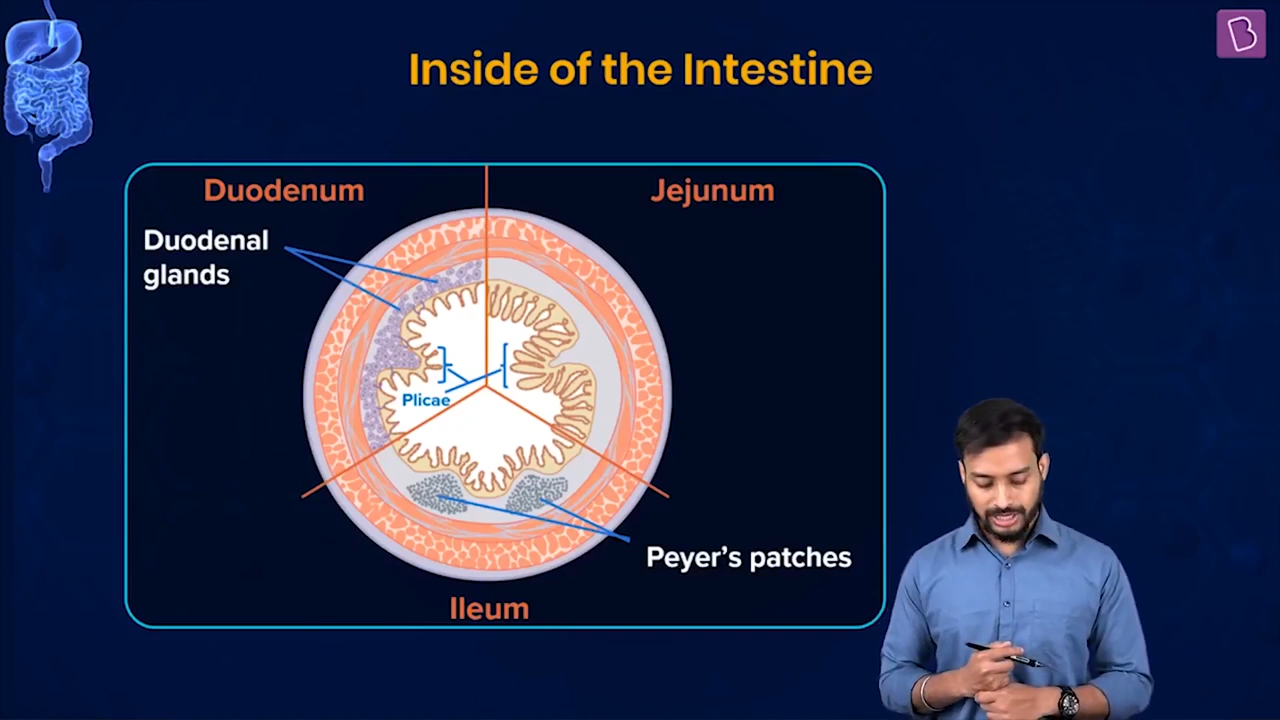 Inside of the Intestine
Duodenum
Jejunum
Duodenal
glands
Plicae
Peyer's patches
Ileum
B